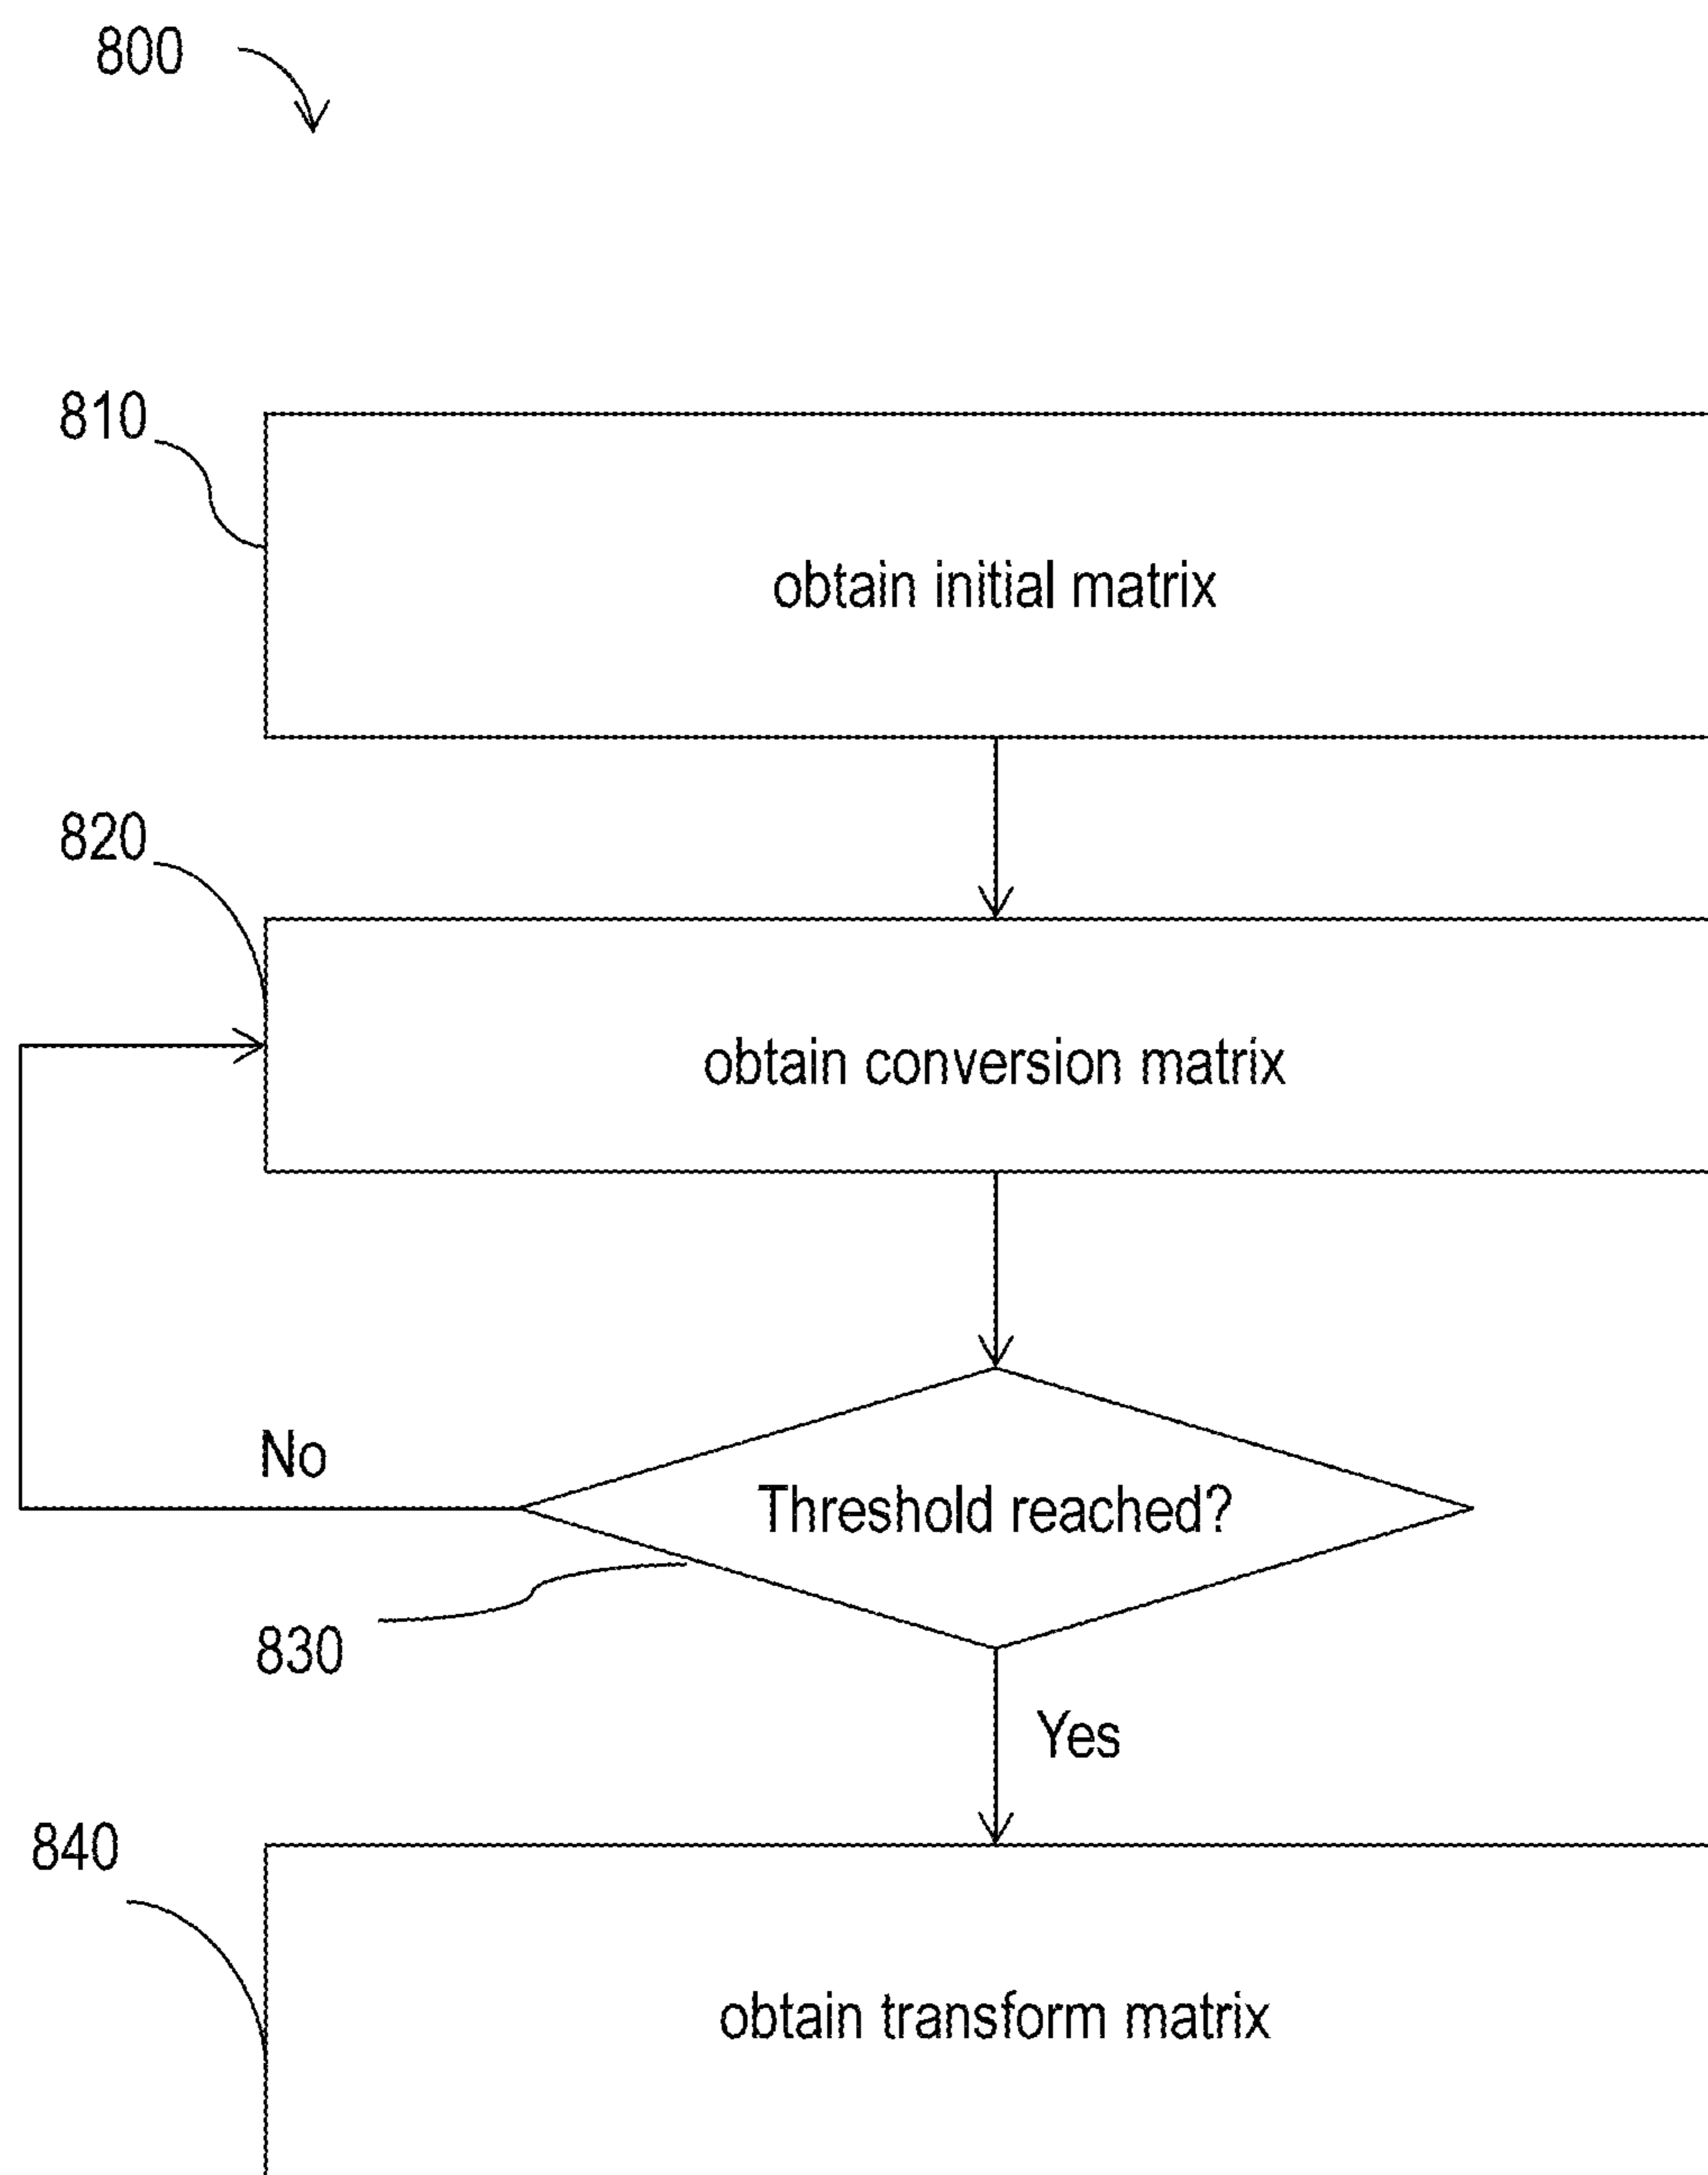 800
810
obtain initial matrix
820
obtain conversion matrix
No
Threshold reached?
830
Yes
840
obtain transform matrix